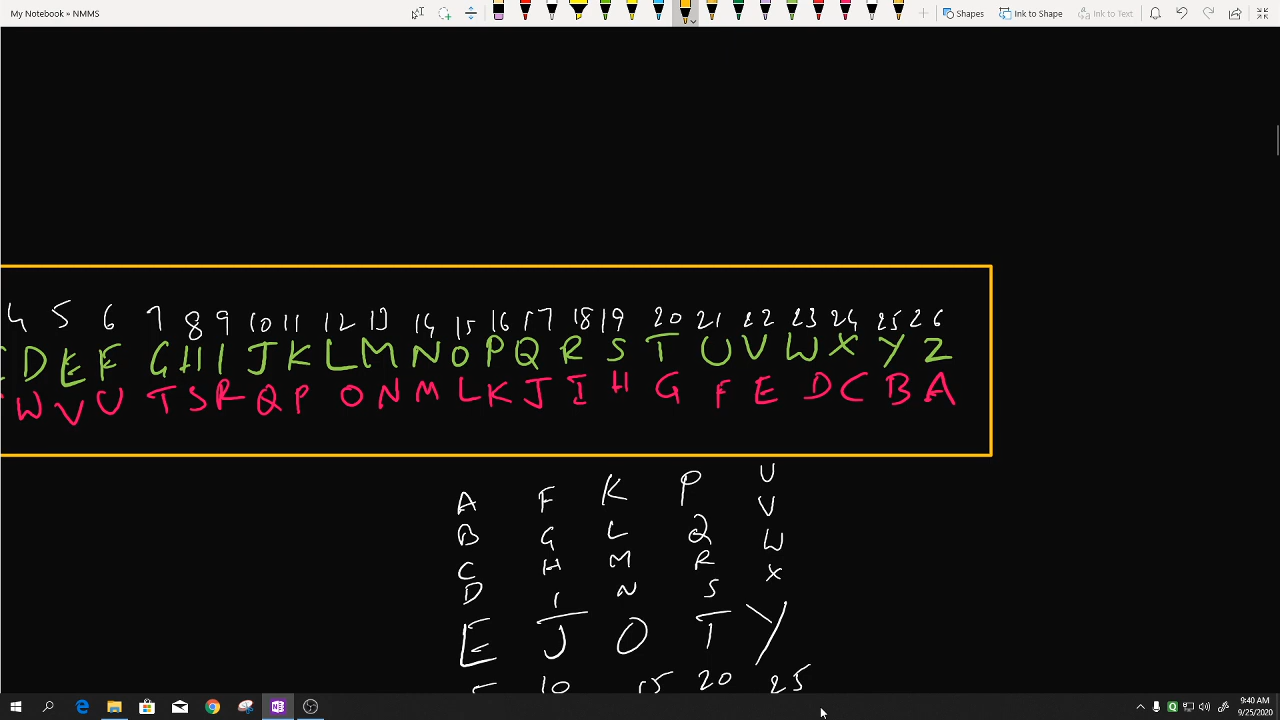 My Notebook » NMMS
Shapes Ink to Shape Ink to Text
4 5 6 7 8 9 10 11 12 13 14 15 16 17 18 19 20 21 22 23 24 25 26
D E F G H I J K L M N O P Q R S T U V W X Y Z
W V U T S R Q P O N M L K J I H G F E D C B A
A F K P U
B G L Q V
C H M R W
D I N S X
E J O T Y
5 10 15 20 25
9:40 AM
9/25/2020